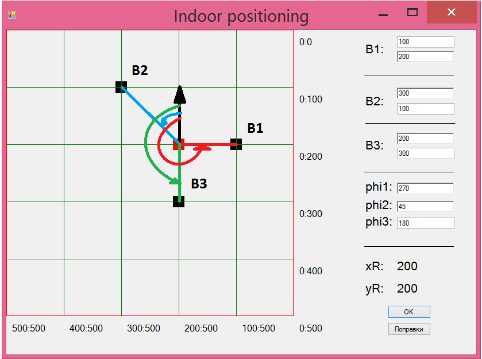 Indoor positioning
B1:
100
200
B2:
300
100
B3:
200
300
phi1:
270
phi2:
45
phi3:
180
xR: 200
yR: 200
OK
Поправки
B2
B1
B3
0:0
0:100
0:200
0:300
0:400
500:500 400:500 300:500 200:500 100:500 0:500